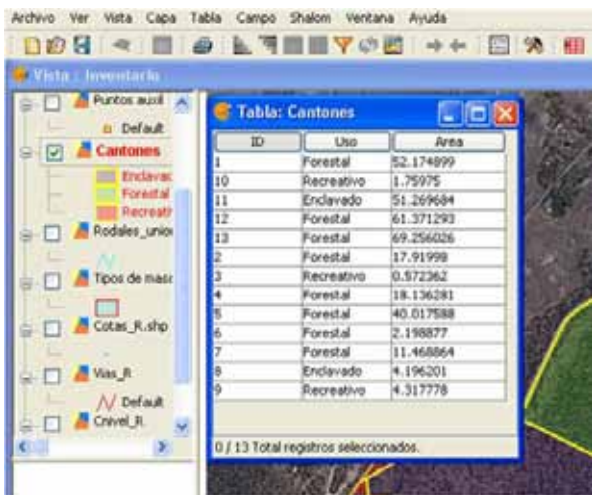 Archivo Ver Vista Capa Tabla Campo Shalom Ventana Ayuda
Vista : Inventario
Puntos auxil
Default
Cantones
Enclavad
Forestal
Recreati
Rodales_union
Tipos de masa
Cotas_R.shp
Vias_R
Default
Cnivel_R
Tabla: Cantones
ID Uso Area
1 Forestal 52.174899
10 Recreativo 1.75975
11 Enclavado 51.269684
12 Forestal 61.371293
13 Forestal 69.256026
2 Forestal 17.91998
3 Recreativo 0.572362
4 Forestal 18.136281
5 Forestal 40.017588
6 Forestal 2.198877
7 Forestal 11.468864
8 Enclavado 4.196201
9 Recreativo 4.317778
0 / 13 Total registros seleccionados.